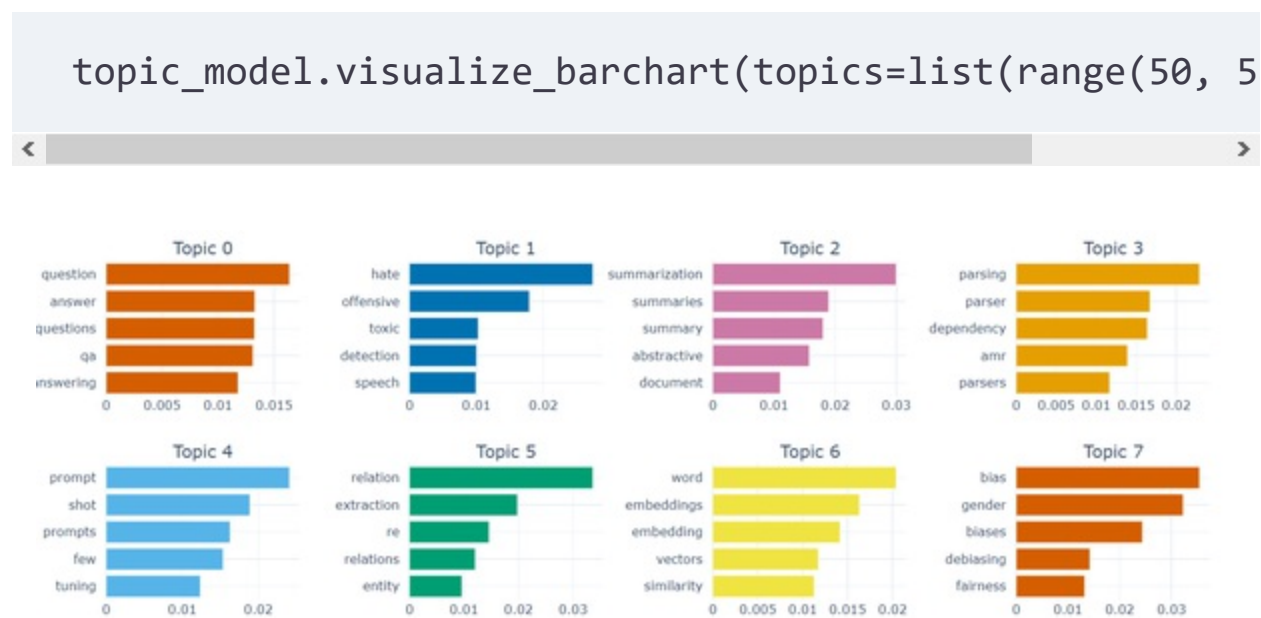 topic_model.visualize_barchart(topics=list(range(50, 5
Topic 0 Topic 1 Topic 2 Topic 3
question hate summarization parsing
answer offensive summaries parser
questions toxic summary dependency
qa detection abstractive amr
nswering speech document parsers
0 0.005 0.01 0.015 0 0.01 0.02 0 0.01 0.02 0.03 0 0.005 0.01 0.015 0.02
Topic 4 Topic 5 Topic 6 Topic 7
prompt relation word bias
shot extraction embeddings gender
prompts re embedding biases
few relations vectors debiasing
tuning entity similarity fairness
0 0.01 0.02 0 0.01 0.02 0.03 0 0.005 0.01 0.015 0.02 0 0.01 0.02 0.03